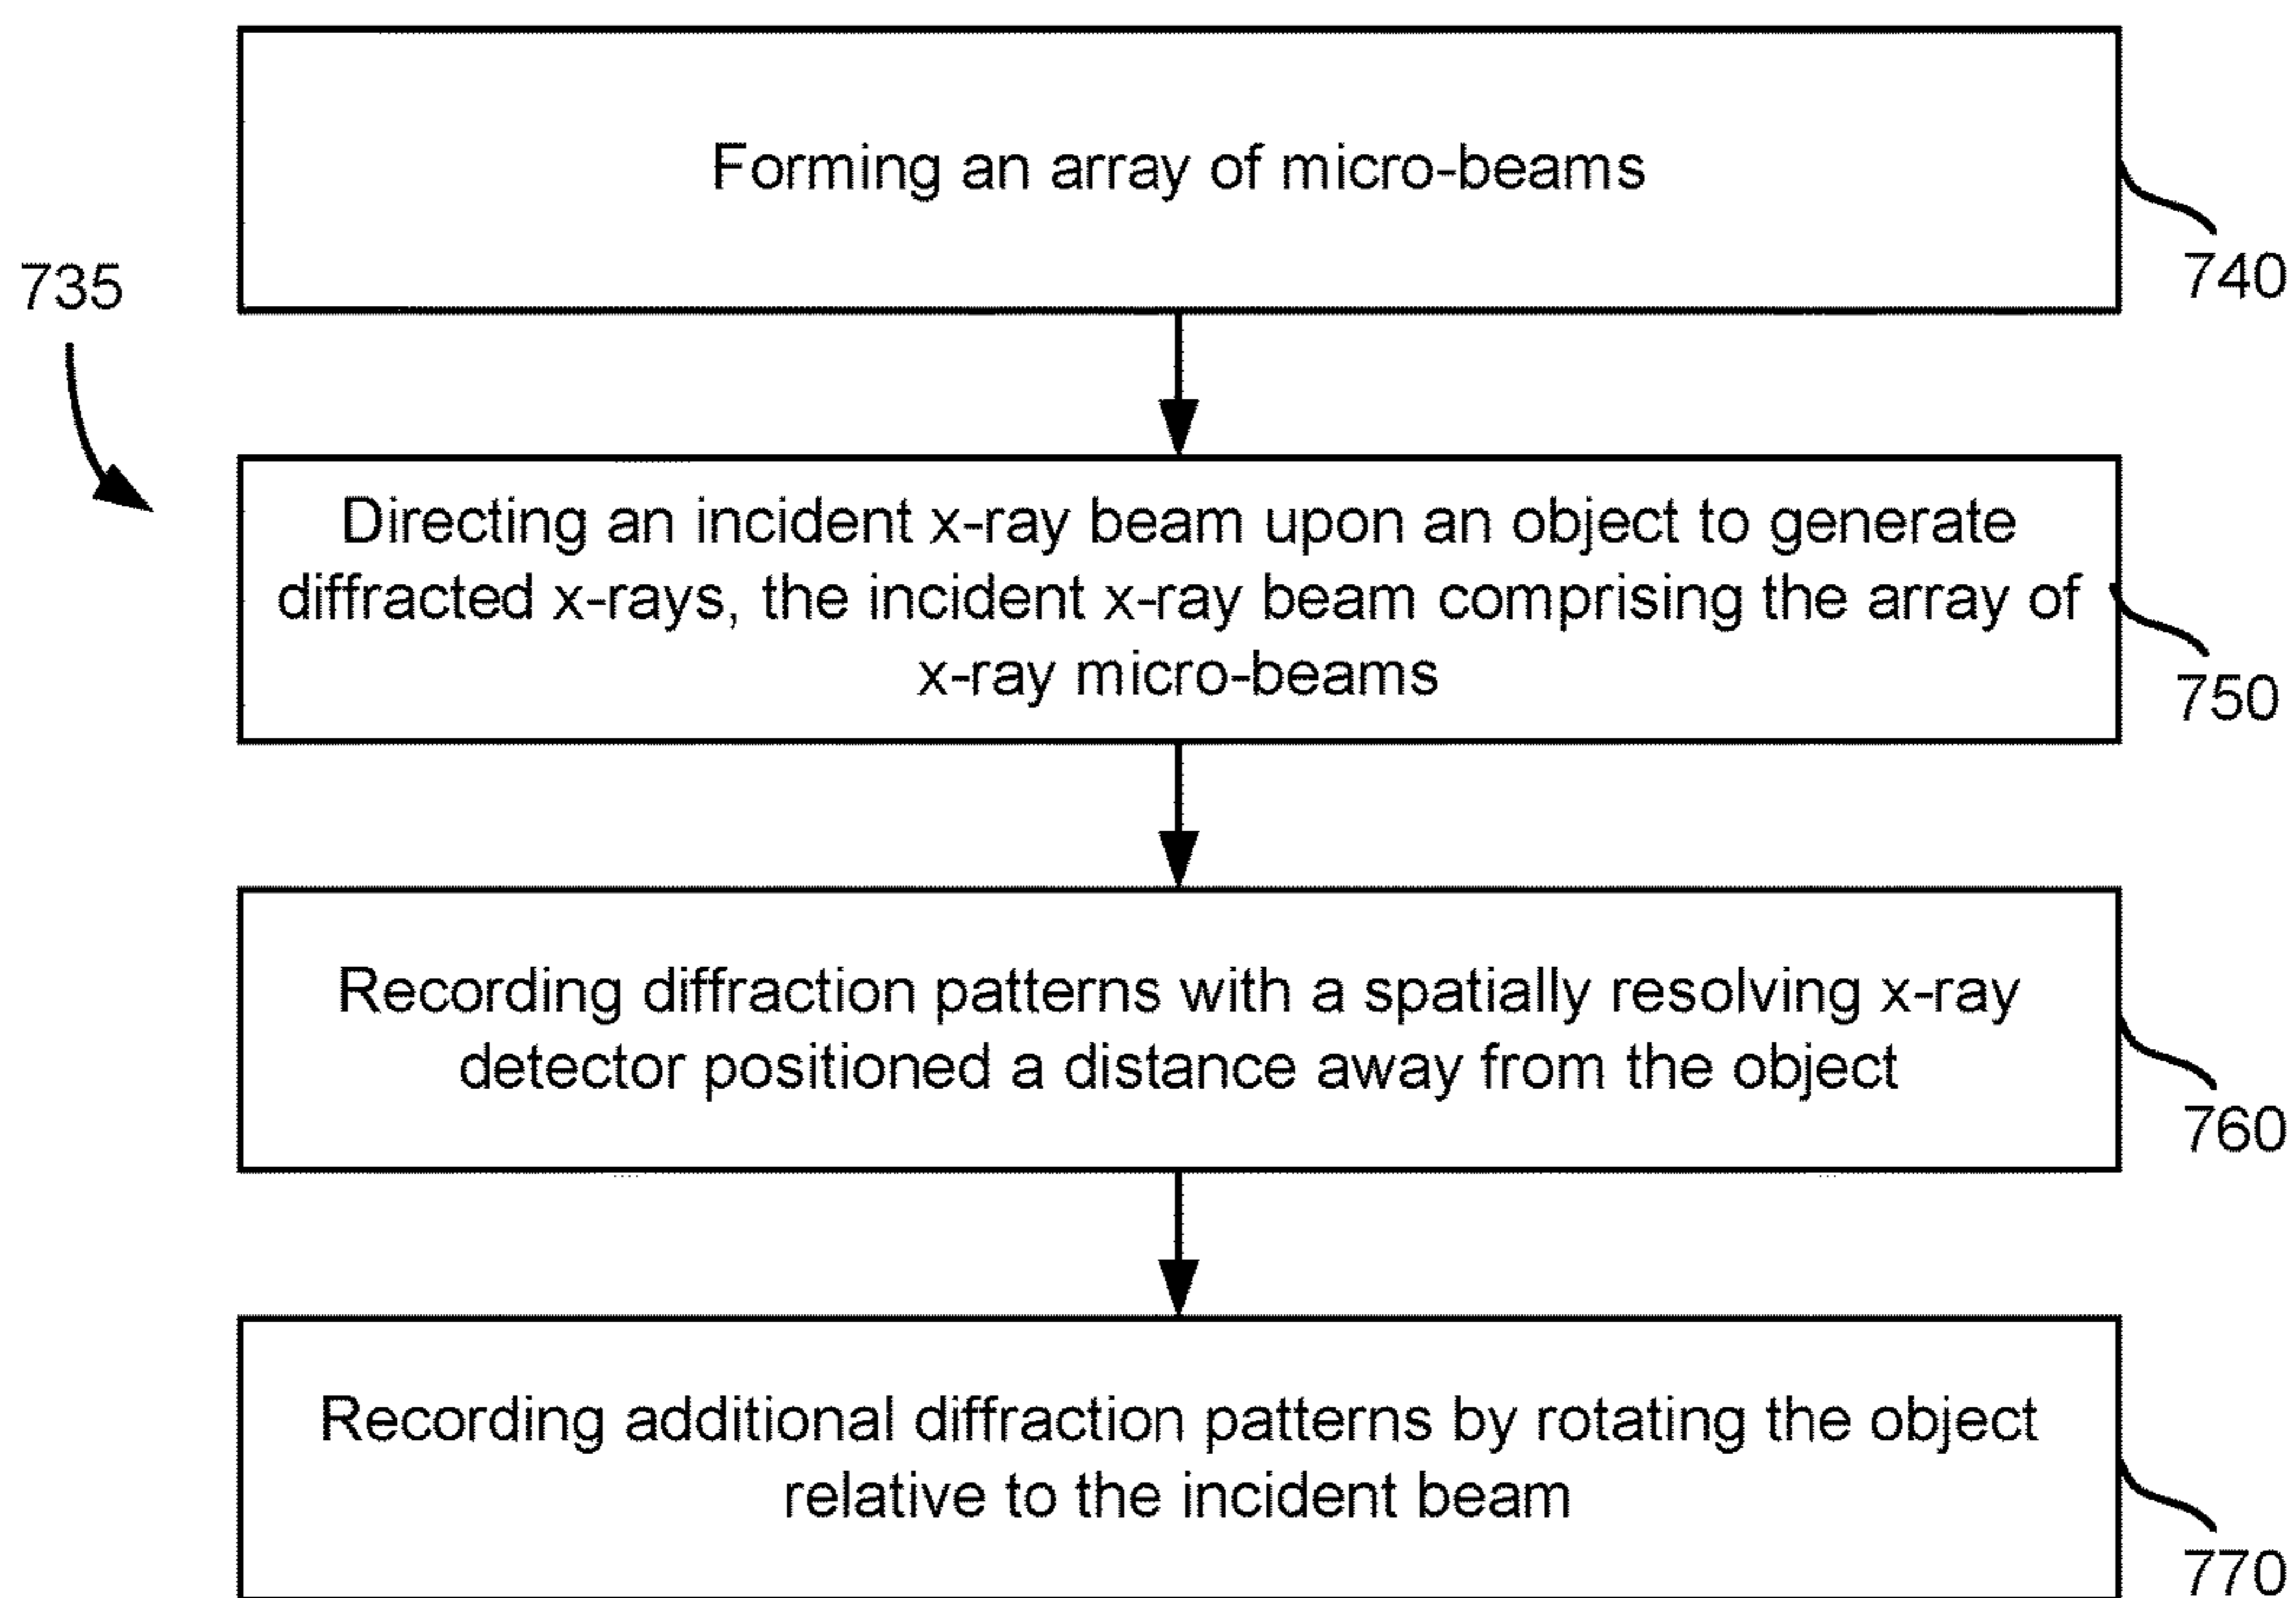 Forming an array of micro-beams
740
735
Directing an incident x-ray beam upon an object to generate
diffracted x-rays, the incident x-ray beam comprising the array of
x-ray micro-beams
750
Recording diffraction patterns with a spatially resolving x-ray
detector positioned a distance away from the object
760
Recording additional diffraction patterns by rotating the object
relative to the incident beam
770